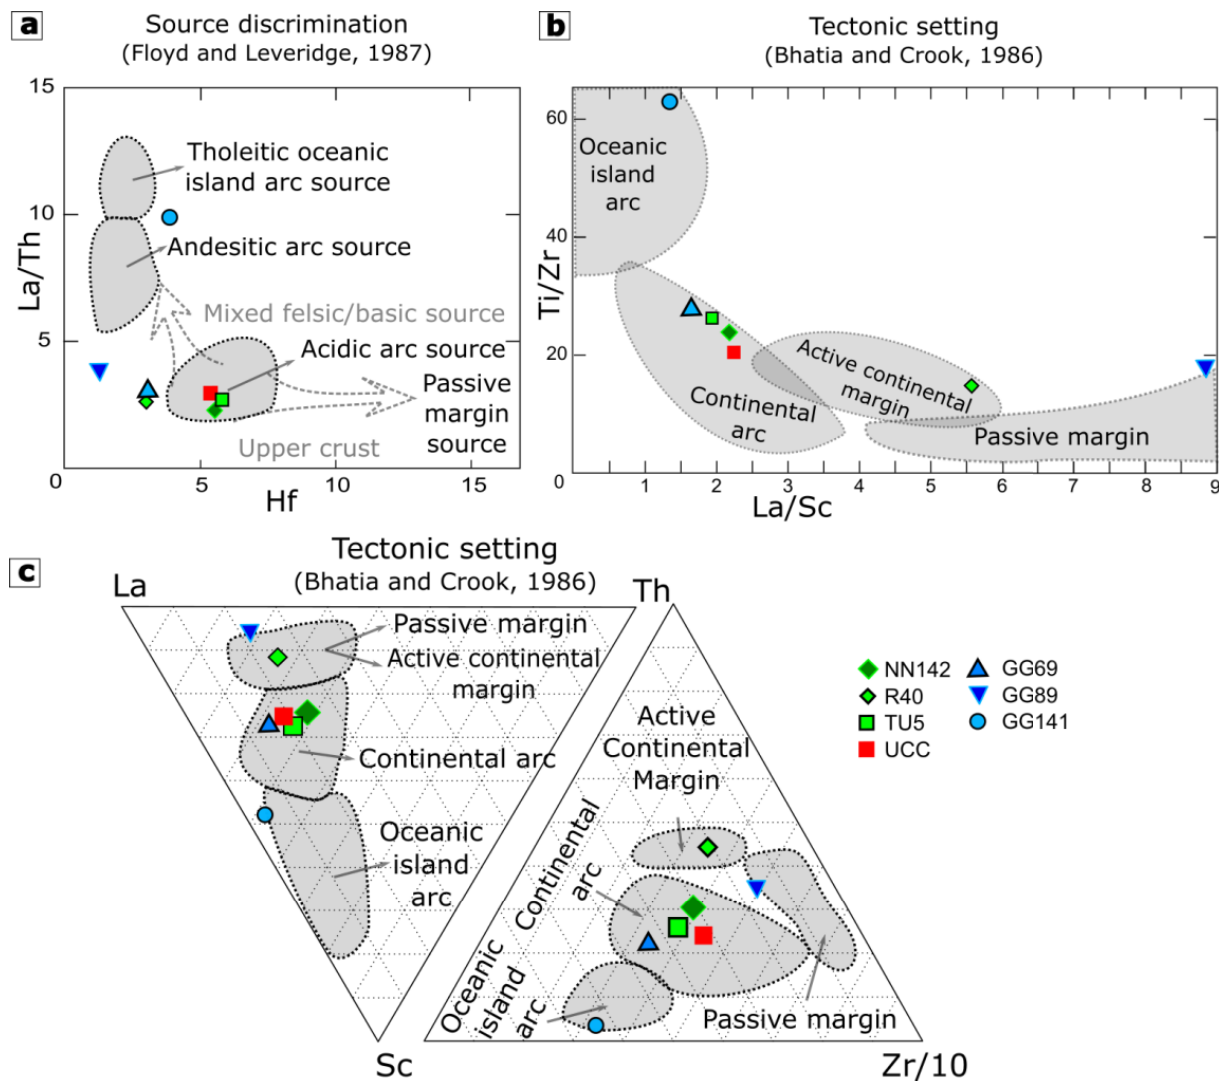 a
Source discrimination
(Floyd and Leveridge, 1987)
15
10
5
0
La/Th
Tholeitic oceanic
island arc source
Andesitic arc source
Mixed felsic/basic source
Acidic arc source
Passive
margin
source
Upper crust
0
5
10
15
Hf
b
Tectonic setting
(Bhatia and Crook, 1986)
60
40
20
0
Ti/Zr
Oceanic
island
arc
Active continental
margin
Continental
arc
Passive margin
1
2
3
4
5
6
7
8
9
La/Sc
c
Tectonic setting
(Bhatia and Crook, 1986)
La
Passive margin
Active continental
margin
Continental arc
Oceanic
island
arc
Sc
Th
Active
Continental
Margin
Continental
arc
Oceanic
island
arc
Passive margin
Zr/10
NN142
R40
TU5
UCC
GG69
GG89
GG141